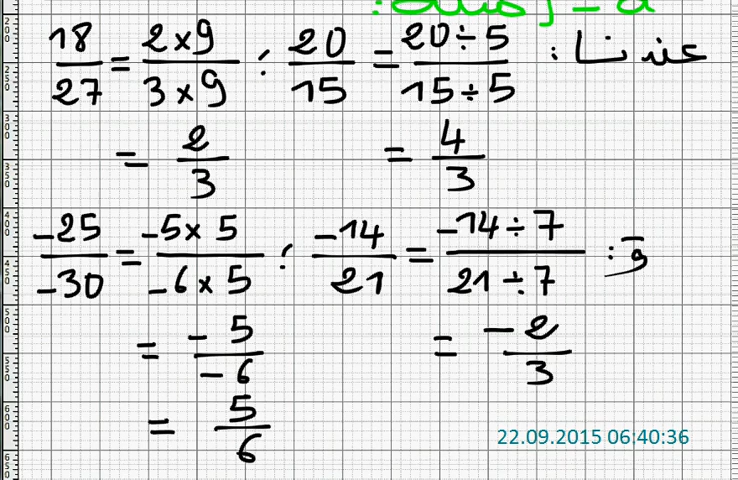 أمثلة:
عندنا : 20/15 = 20÷5/15÷5 ; 18/27 = 2×9/3×9
= 4/3    = 2/3
و : -14/21 = -14÷7/21÷7 ; -25/-30 = -5×5/-6×5
= -2/3    = -5/-6
= 5/6
22.09.2015 06:40:36